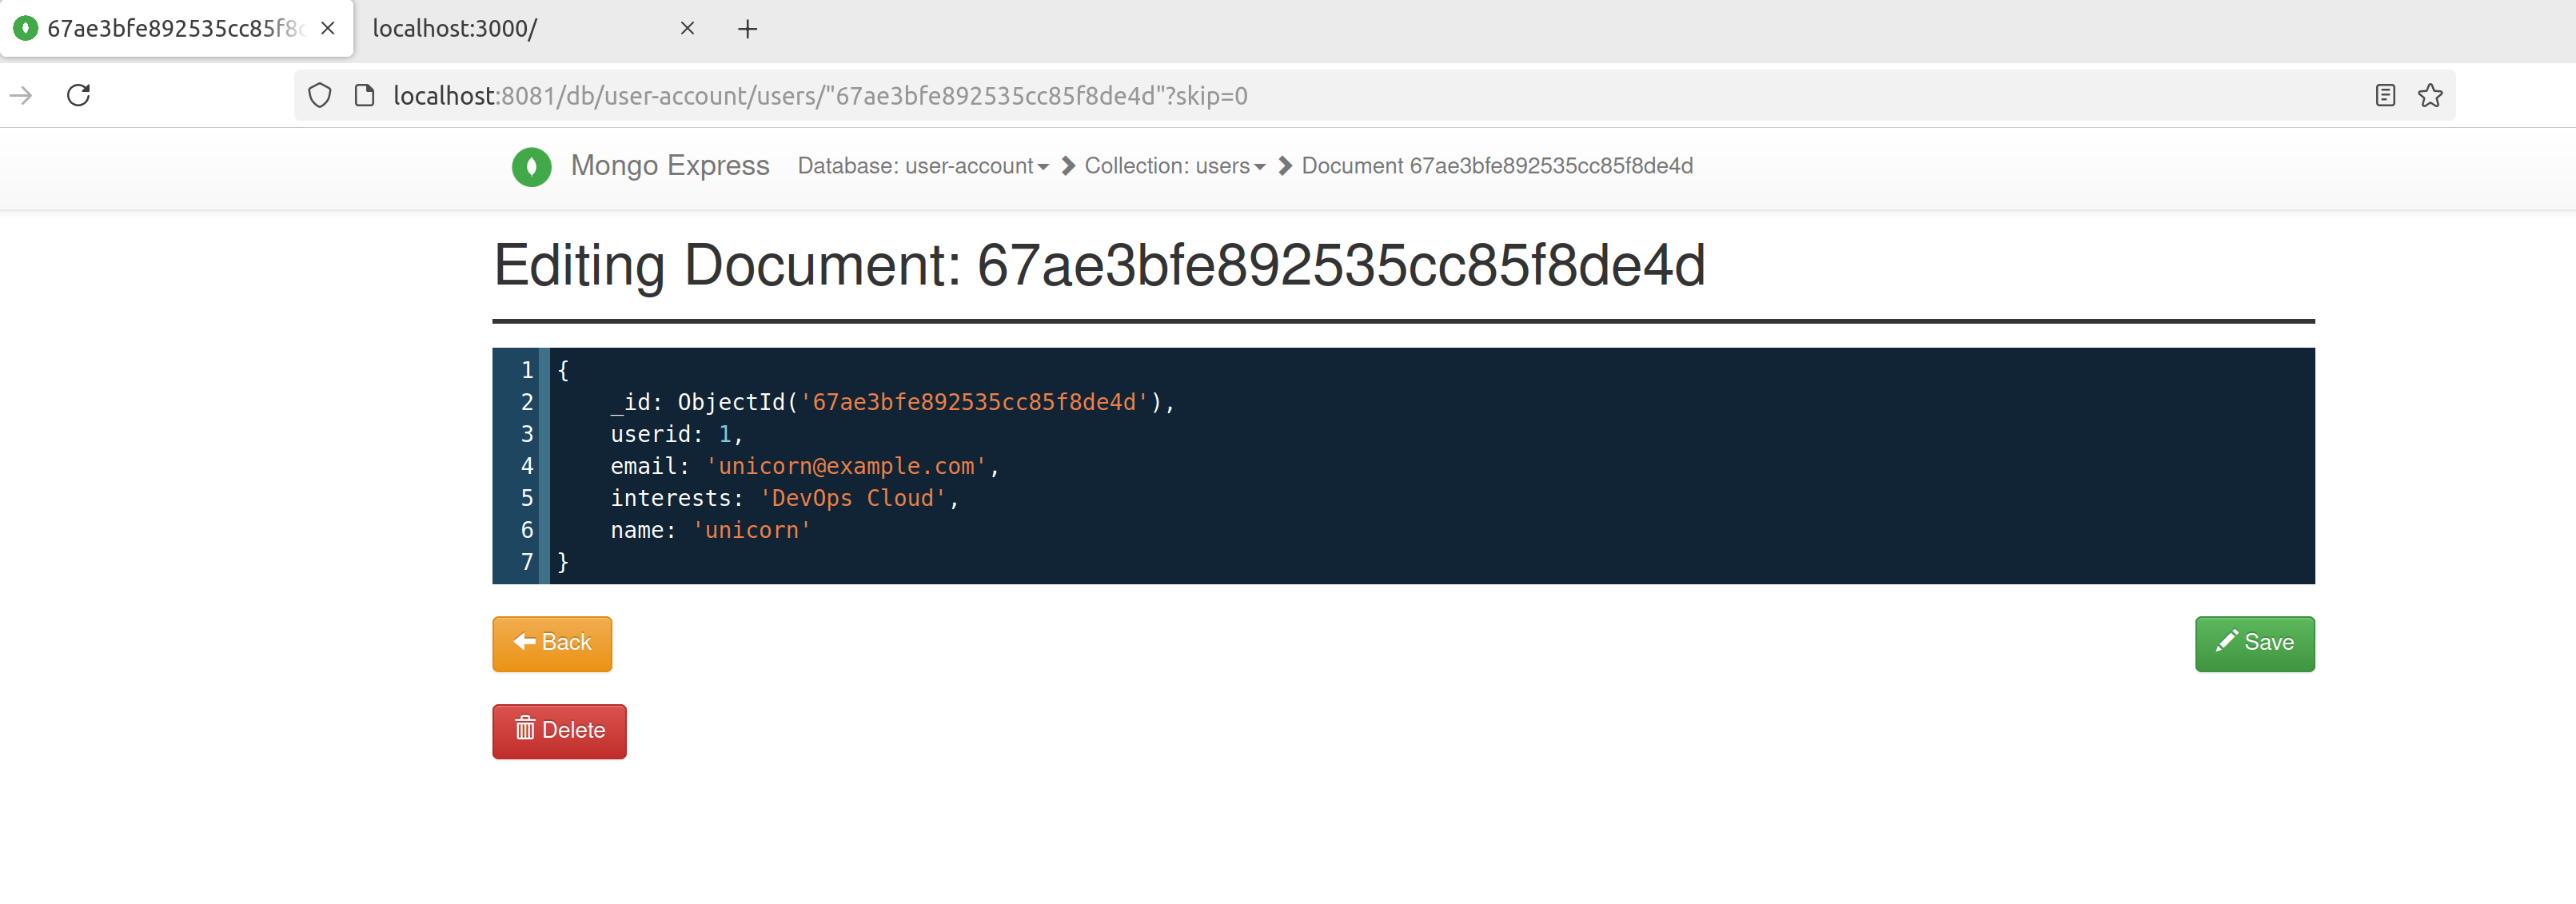 67ae3bfe892535cc85f8c
localhost:3000/
localhost:8081/db/user-account/users/"67ae3bfe892535cc85f8de4d"?skip=0
Mongo Express Database: user-account Collection: users Document 67ae3bfe892535cc85f8de4d
Editing Document: 67ae3bfe892535cc85f8de4d
1 {
2 _id: ObjectId('67ae3bfe892535cc85f8de4d'),
3 userid: 1,
4 email: 'unicorn@example.com',
5 interests: 'DevOps Cloud',
6 name: 'unicorn'
7 }
Back
Save
Delete